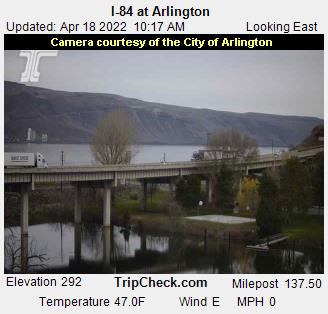 I-84 at Arlington
Updated: Apr 18 2022 10:17 AM Looking East
Camera courtesy of the City of Arlington
Elevation 292 TripCheck.com Milepost 137.50
Temperature 47.0F Wind E MPH 0